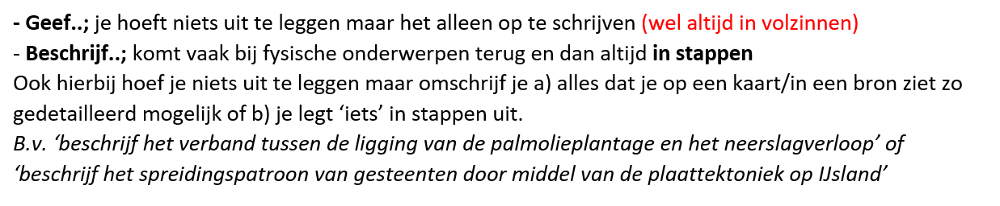 - Geef..; je hoeft niets uit te leggen maar het alleen op te schrijven (wel altijd in volzinnen)
- Beschrijf..; komt vaak bij fysische onderwerpen terug en dan altijd in stappen
Ook hierbij hoef je niets uit te leggen maar omschrijf je a) alles dat je op een kaart/in een bron ziet zo
gedetailleerd mogelijk of b) je legt ‘iets’ in stappen uit.
B.v. ‘beschrijf het verband tussen de ligging van de palmolieplantage en het neerslagverloop’ of
‘beschrijf het spreidingspatroon van gesteenten door middel van de plaattektoniek op IJsland’